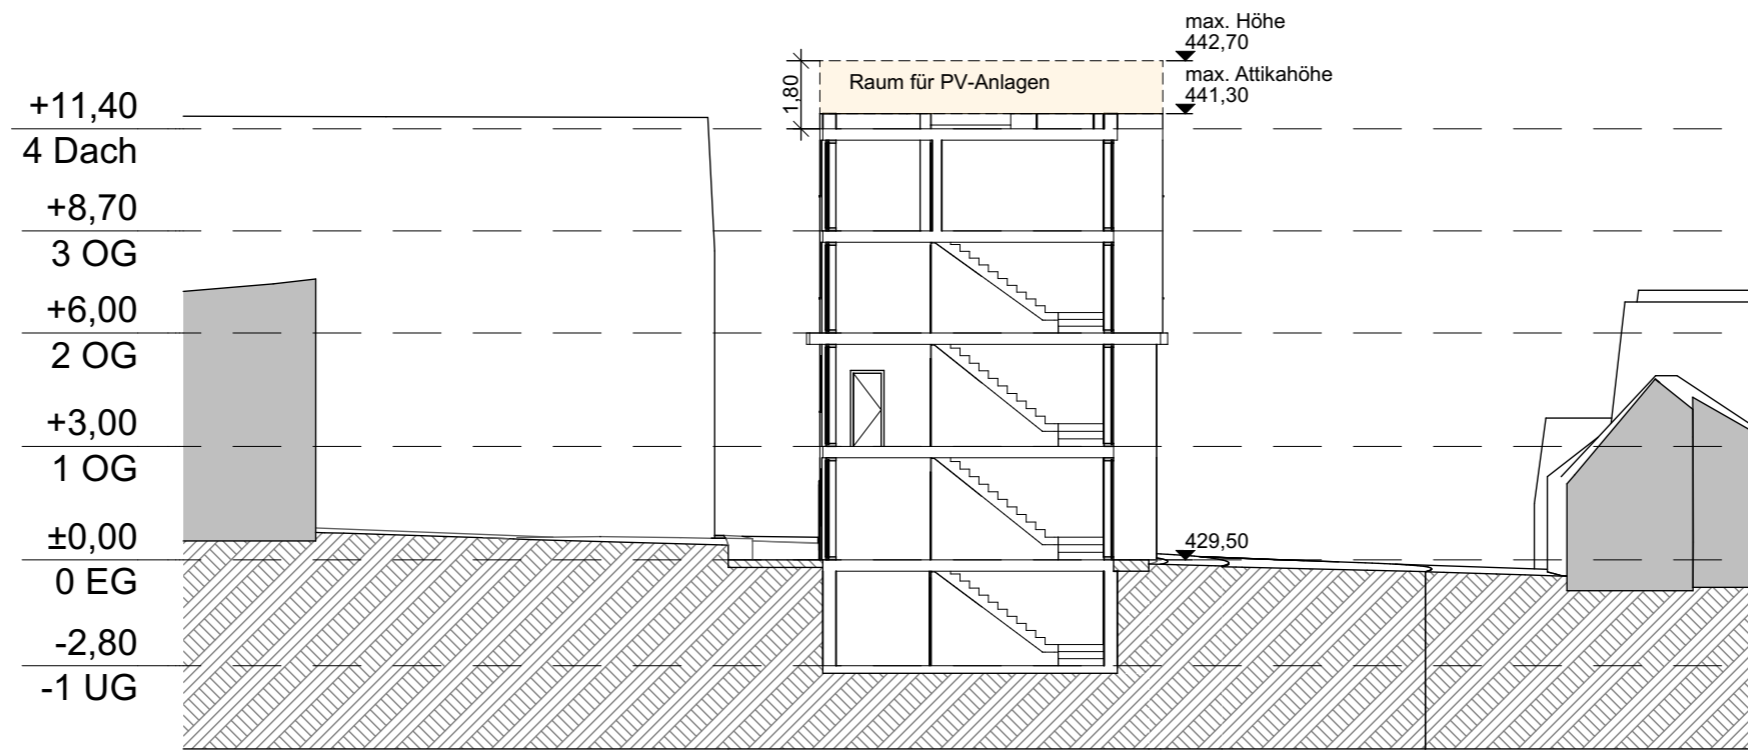 max. Höhe
442,70
Raum für PV-Anlagen
max. Attikahöhe
441,30
1,80
+11,40
4 Dach
+8,70
3 OG
+6,00
2 OG
+3,00
1 OG
±0,00
0 EG
429,50
-2,80
-1 UG